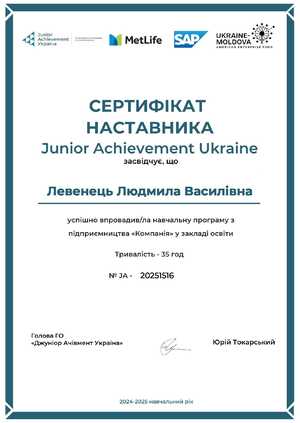 Junior
Achievement
Ukraine
MetLife
SAP
UKRAINE-
MOLDOVA
AMERICAN ENTERPRISE FUND
СЕРТИФІКАТ
НАСТАВНИКА
Junior Achievement Ukraine
засвідчує, що
Левенець Людмила Василівна
успішно впровадив/ла навчальну програму з
підприємництва «Компанія» у закладі освіти
Тривалість - 35 год
№ JA - 20251516
Голова ГО
«Джуніор Ачівмент Україна»
Юрій Токарський
2024-2025 навчальний рік